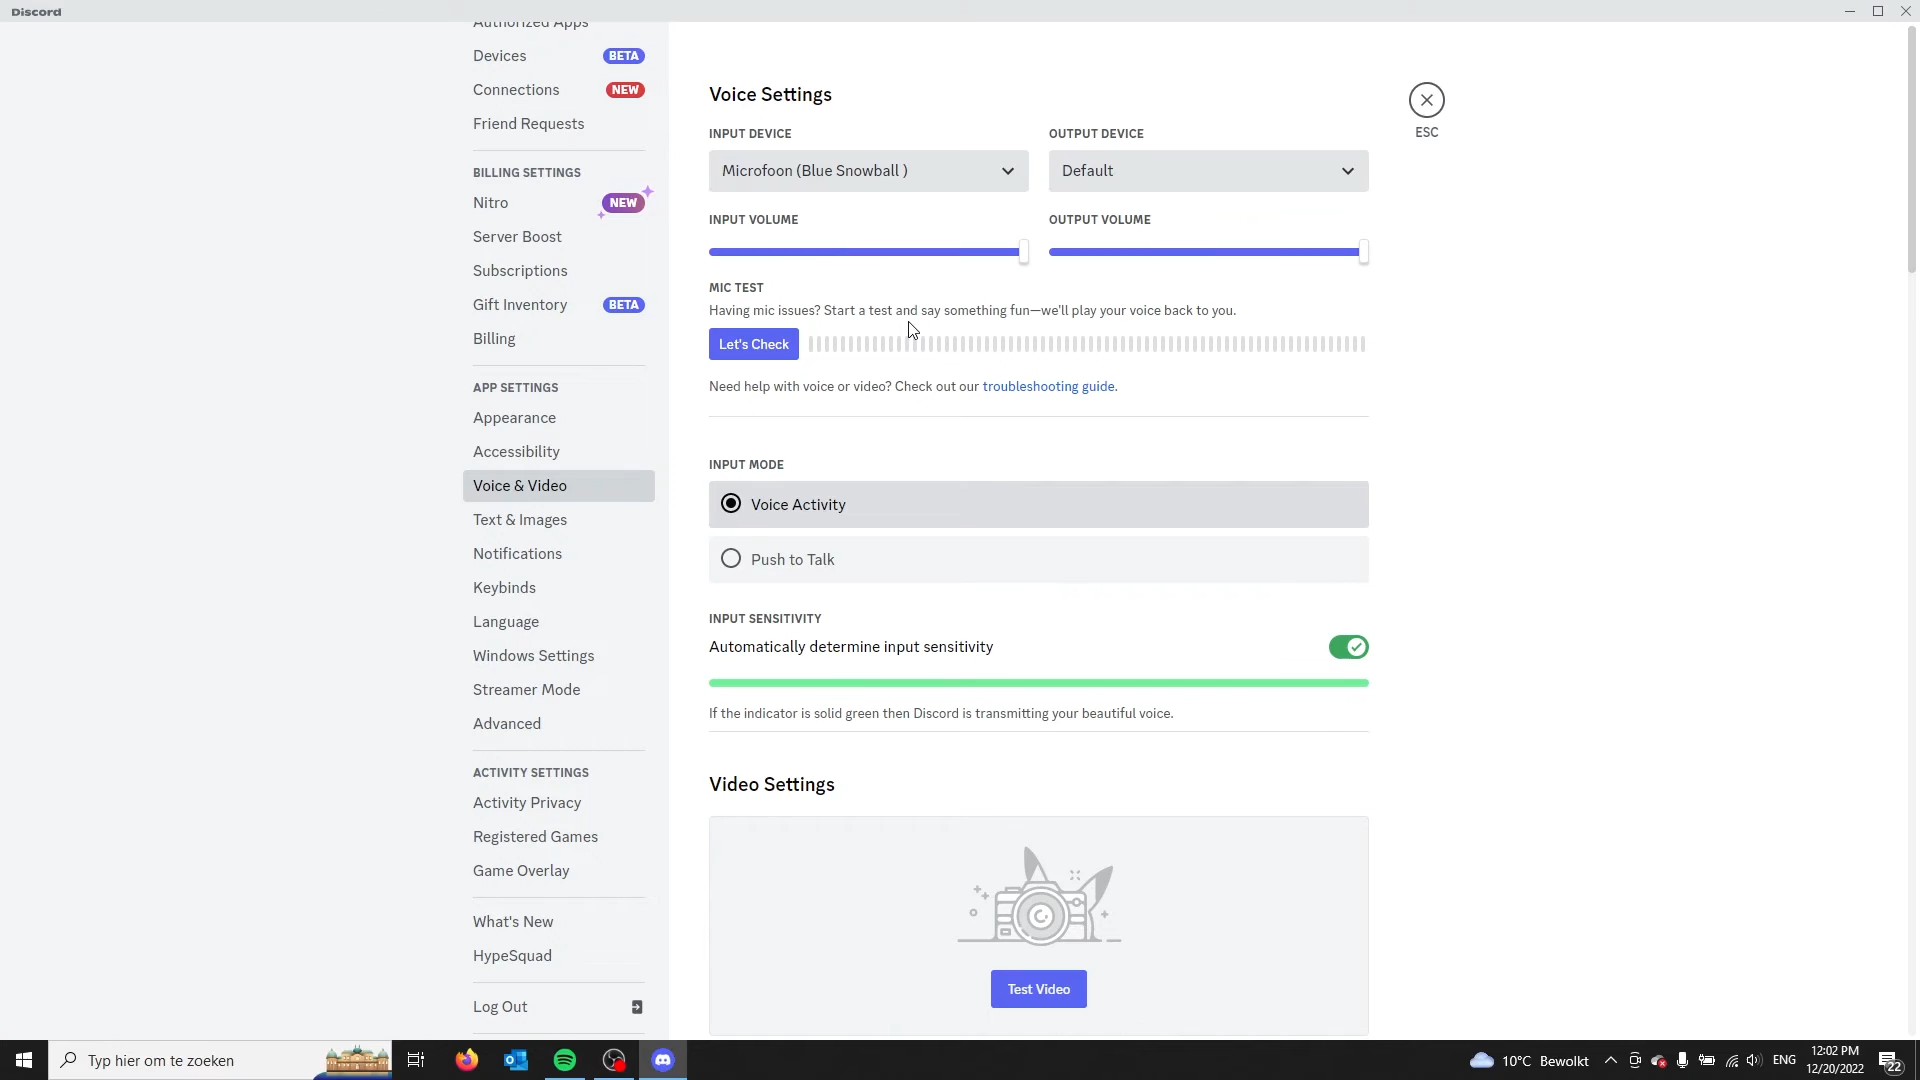 Discord
Authorized Apps
Devices BETA
Connections NEW
Friend Requests
BILLING SETTINGS
Nitro NEW
Server Boost
Subscriptions
Gift Inventory BETA
Billing
APP SETTINGS
Appearance
Accessibility
Voice & Video
Text & Images
Notifications
Keybinds
Language
Windows Settings
Streamer Mode
Advanced
ACTIVITY SETTINGS
Activity Privacy
Registered Games
Game Overlay
What's New
HypeSquad
Log Out
Voice Settings
ESC
INPUT DEVICE OUTPUT DEVICE
Microfoon (Blue Snowball ) Default
INPUT VOLUME OUTPUT VOLUME
MIC TEST
Having mic issues? Start a test and say something fun—we'll play your voice back to you.
Let's Check
Need help with voice or video? Check out our troubleshooting guide.
INPUT MODE
Voice Activity
Push to Talk
INPUT SENSITIVITY
Automatically determine input sensitivity
If the indicator is solid green then Discord is transmitting your beautiful voice.
Video Settings
Test Video
Typ hier om te zoeken
10°C Bewolkt
ENG
12:02 PM
12/20/2022
22